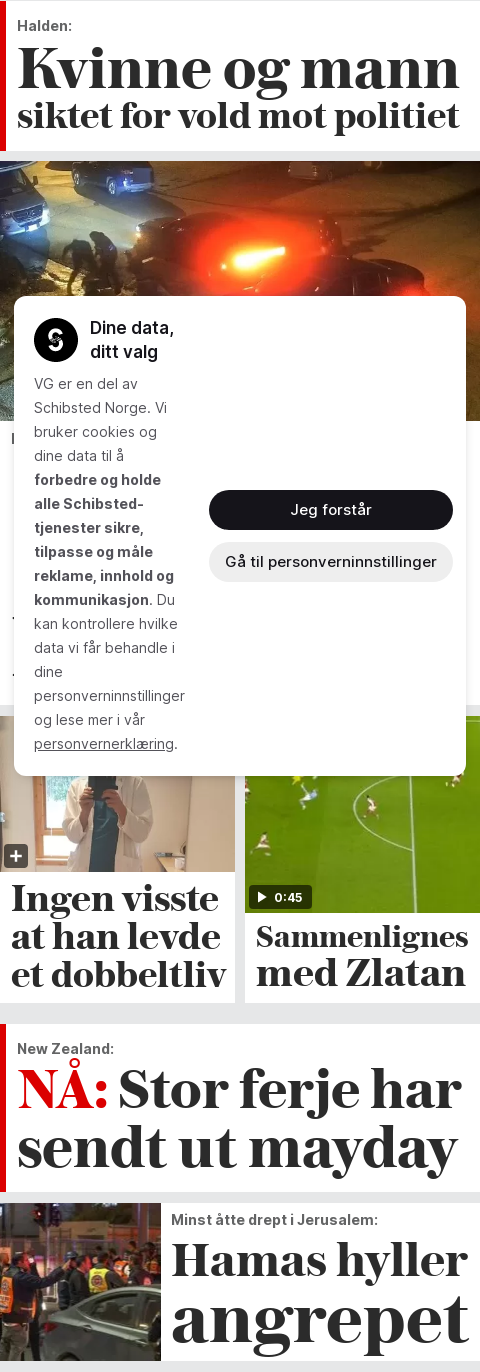 Halden:
Kvinne og mann
siktet for vold mot politiet
Dine data,
ditt valg
VG er en del av
Schibsted Norge. Vi
bruker cookies og
dine data til å
forbedre og holde
alle Schibsted-
tjenester sikre,
tilpasse og måle
reklame, innhold og
kommunikasjon. Du
kan kontrollere hvilke
data vi får behandle i
dine
personverninnstillinger
og lese mer i vår
personvernerklæring.
Jeg forstår
Gå til personverninnstillinger
Ingen visste
at han levde
et dobbeltliv
0:45
Sammenlignes
med Zlatan
New Zealand:
NÅ: Stor ferje har
sendt ut mayday
Minst åtte drept i Jerusalem:
Hamas hyller
angrepet